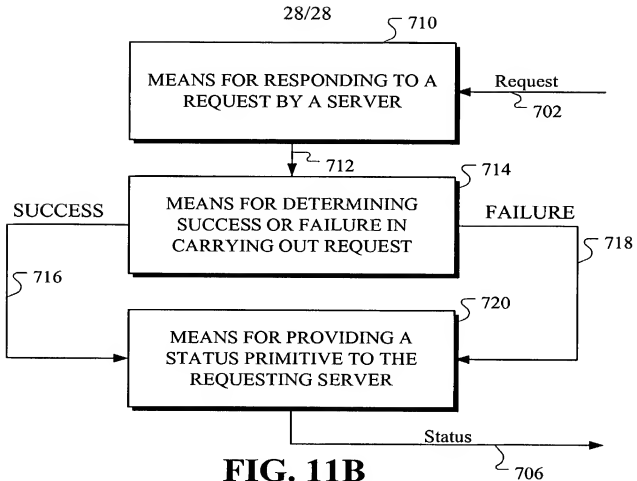 28/28
710
MEANS FOR RESPONDING TO A
REQUEST BY A SERVER
Request
702
712
714
MEANS FOR DETERMINING
SUCCESS OR FAILURE IN
CARRYING OUT REQUEST
SUCCESS
FAILURE
716
718
720
MEANS FOR PROVIDING A
STATUS PRIMITIVE TO THE
REQUESTING SERVER
Status
706
FIG. 11B